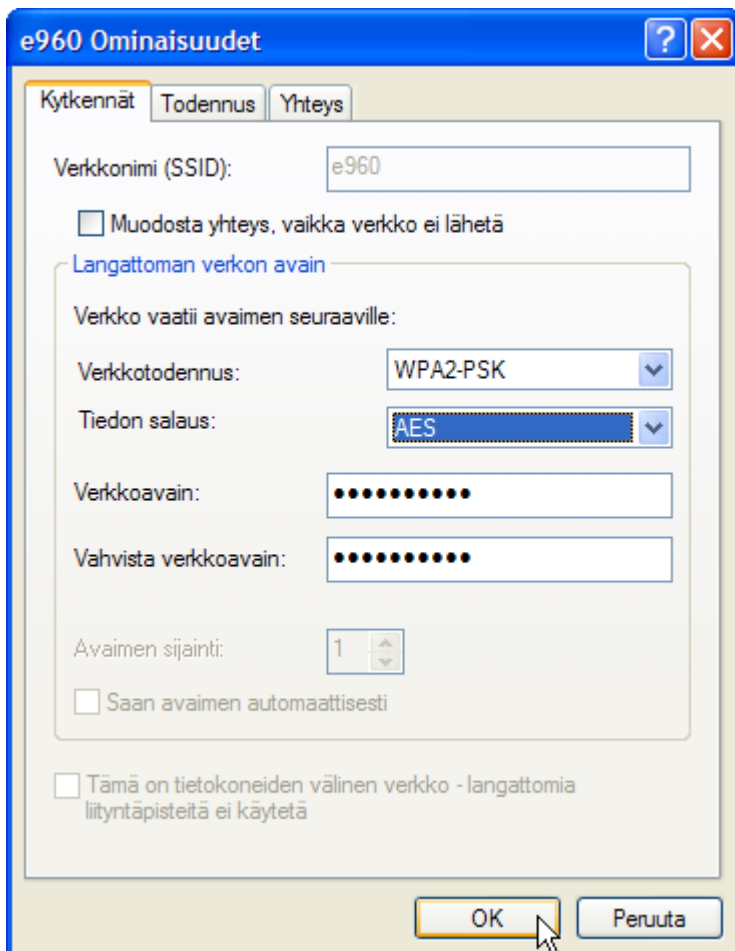 e960 Ominaisuudet
Kytkennät Todennus Yhteys
Verkkonimi (SSID): e960
Muodosta yhteys, vaikka verkko ei lähetä
Langattoman verkon avain
Verkko vaatii avaimen seuraaville:
Verkkotodennus: WPA2-PSK
Tiedon salaus: AES
Verkkoavain: ••••••••••
Vahvista verkkoavain: ••••••••••
Avaimen sijainti: 1
Saan avaimen automaattisesti
Tämä on tietokoneiden välinen verkko - langattomia
liityntäpisteitä ei käytetä
OK Peruuta